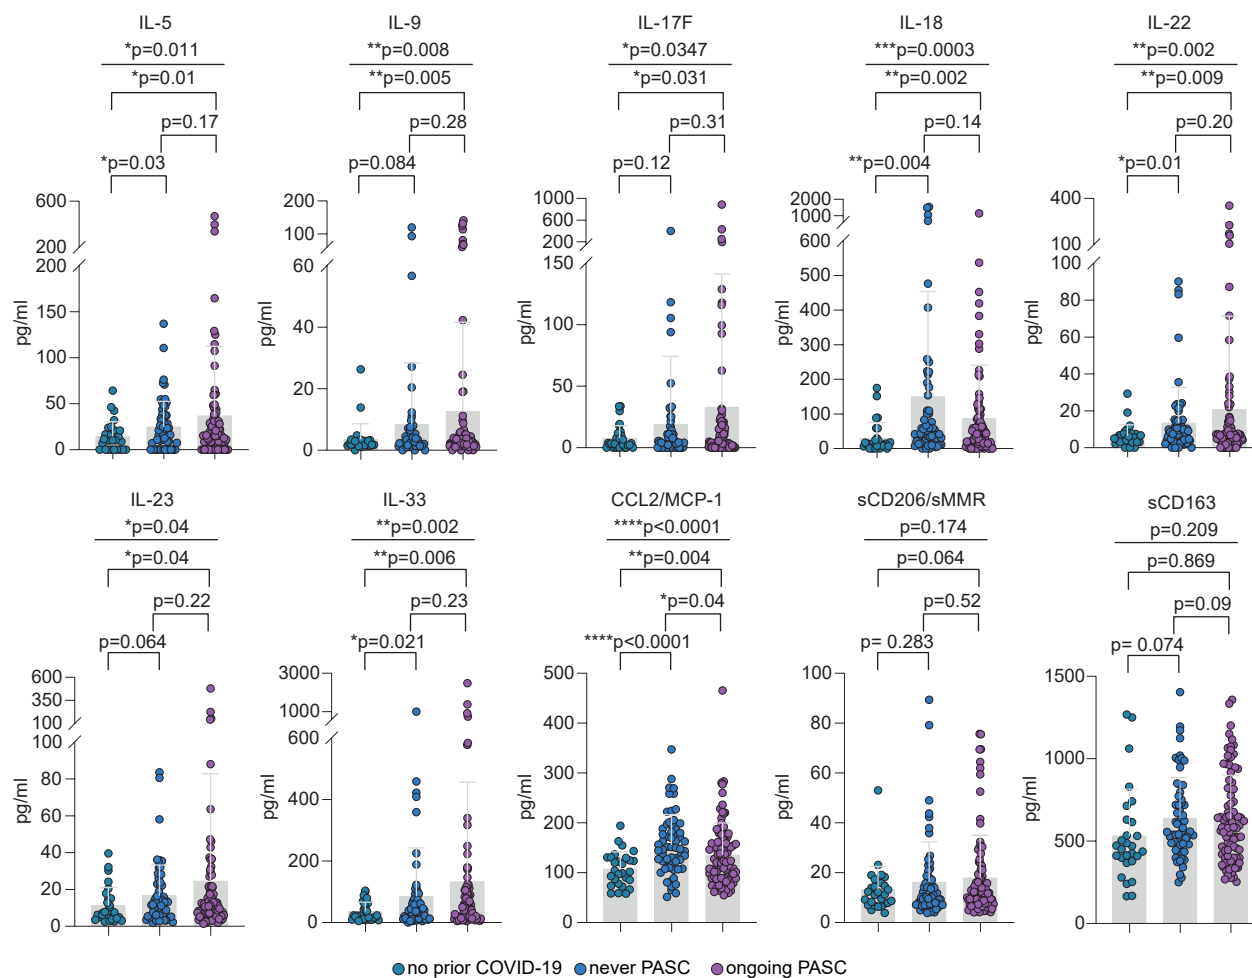 IL-5
*p=0.011
*p=0.01
p=0.17
*p=0.03
600
200
200
150
100
50
0
pg/ml
IL-9
**p=0.008
**p=0.005
p=0.28
p=0.084
200
100
60
40
20
0
pg/ml
IL-17F
*p=0.0347
*p=0.031
p=0.31
p=0.12
1000
600
200
150
100
50
0
pg/ml
IL-18
***p=0.0003
**p=0.002
p=0.14
**p=0.004
2000
1000
600
500
400
300
200
100
0
pg/ml
IL-22
**p=0.002
**p=0.009
p=0.20
*p=0.01
400
100
100
80
60
40
20
0
pg/ml
IL-23
*p=0.04
*p=0.04
p=0.22
p=0.064
600
350
100
100
80
60
40
20
0
pg/ml
IL-33
**p=0.002
**p=0.006
p=0.23
*p=0.021
3000
1000
600
400
200
0
pg/ml
CCL2/MCP-1
****p<0.0001
**p=0.004
*p=0.04
****p<0.0001
500
400
300
200
100
0
pg/ml
sCD206/sMMR
p=0.174
p=0.064
p=0.52
p= 0.283
100
80
60
40
20
0
pg/ml
sCD163
p=0.209
p=0.869
p=0.09
p= 0.074
1500
1000
500
0
pg/ml
no prior COVID-19 never PASC ongoing PASC